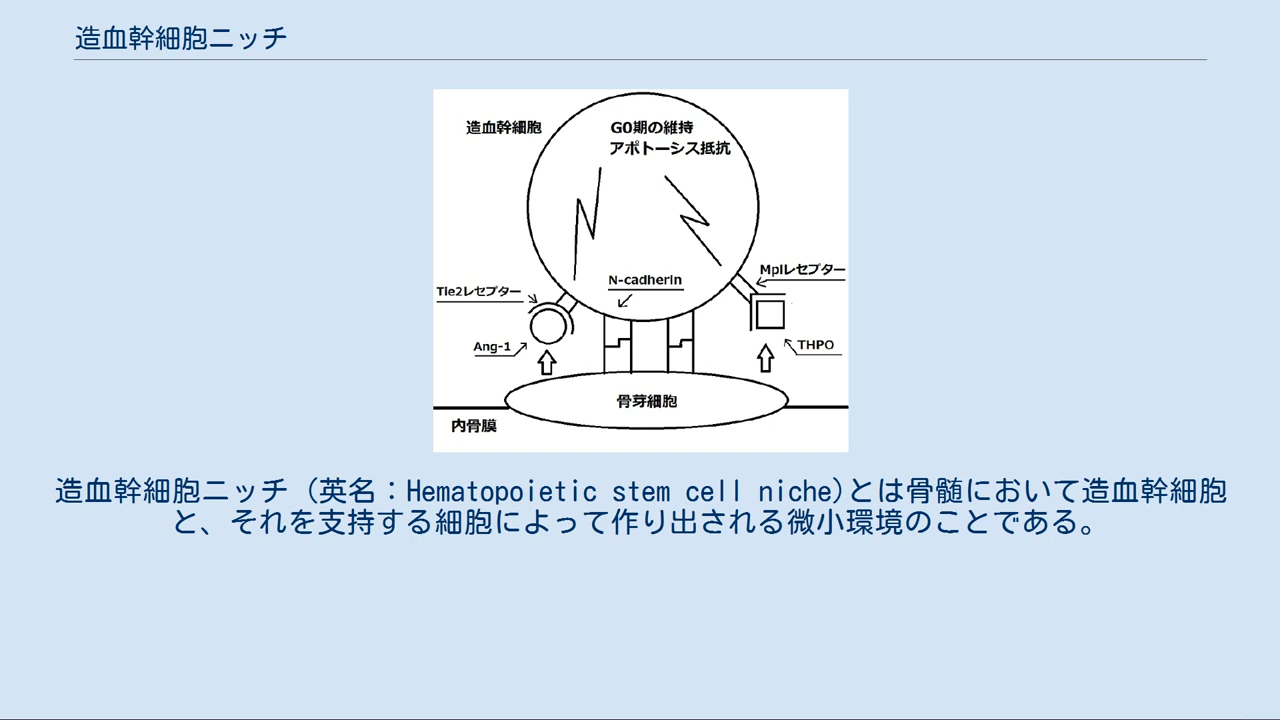 造血幹細胞ニッチ
造血幹細胞
G0期の維持
アポトーシス抵抗
Mplレセプター
N-cadherin
Tie2レセプター
Ang-1
THPO
骨芽細胞
内骨膜
造血幹細胞ニッチ (英名：Hematopoietic stem cell niche)とは骨髄において造血幹細胞
と、それを支持する細胞によって作り出される微小環境のことである。